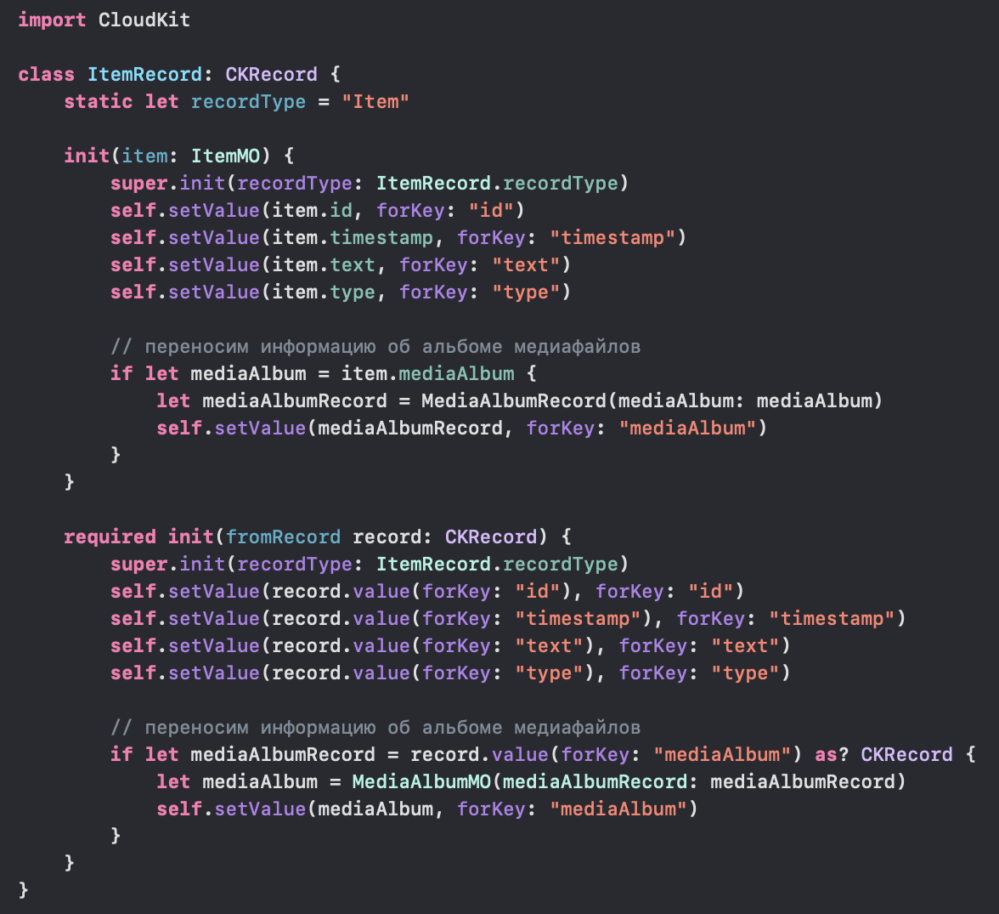 import CloudKit
class ItemRecord: CKRecord {
static let recordType = "Item"
init(item: ItemMO) {
super.init(recordType: ItemRecord.recordType)
self.setValue(item.id, forKey: "id")
self.setValue(item.timestamp, forKey: "timestamp")
self.setValue(item.text, forKey: "text")
self.setValue(item.type, forKey: "type")
// переносим информацию об альбоме медиафайлов
if let mediaAlbum = item.mediaAlbum {
let mediaAlbumRecord = MediaAlbumRecord(mediaAlbum: mediaAlbum)
self.setValue(mediaAlbumRecord, forKey: "mediaAlbum")
}
}
required init(fromRecord record: CKRecord) {
super.init(recordType: ItemRecord.recordType)
self.setValue(record.value(forKey: "id"), forKey: "id")
self.setValue(record.value(forKey: "timestamp"), forKey: "timestamp")
self.setValue(record.value(forKey: "text"), forKey: "text")
self.setValue(record.value(forKey: "type"), forKey: "type")
// переносим информацию об альбоме медиафайлов
if let mediaAlbumRecord = record.value(forKey: "mediaAlbum") as? CKRecord {
let mediaAlbum = MediaAlbumMO(mediaAlbumRecord: mediaAlbumRecord)
self.setValue(mediaAlbum, forKey: "mediaAlbum")
}
}
}